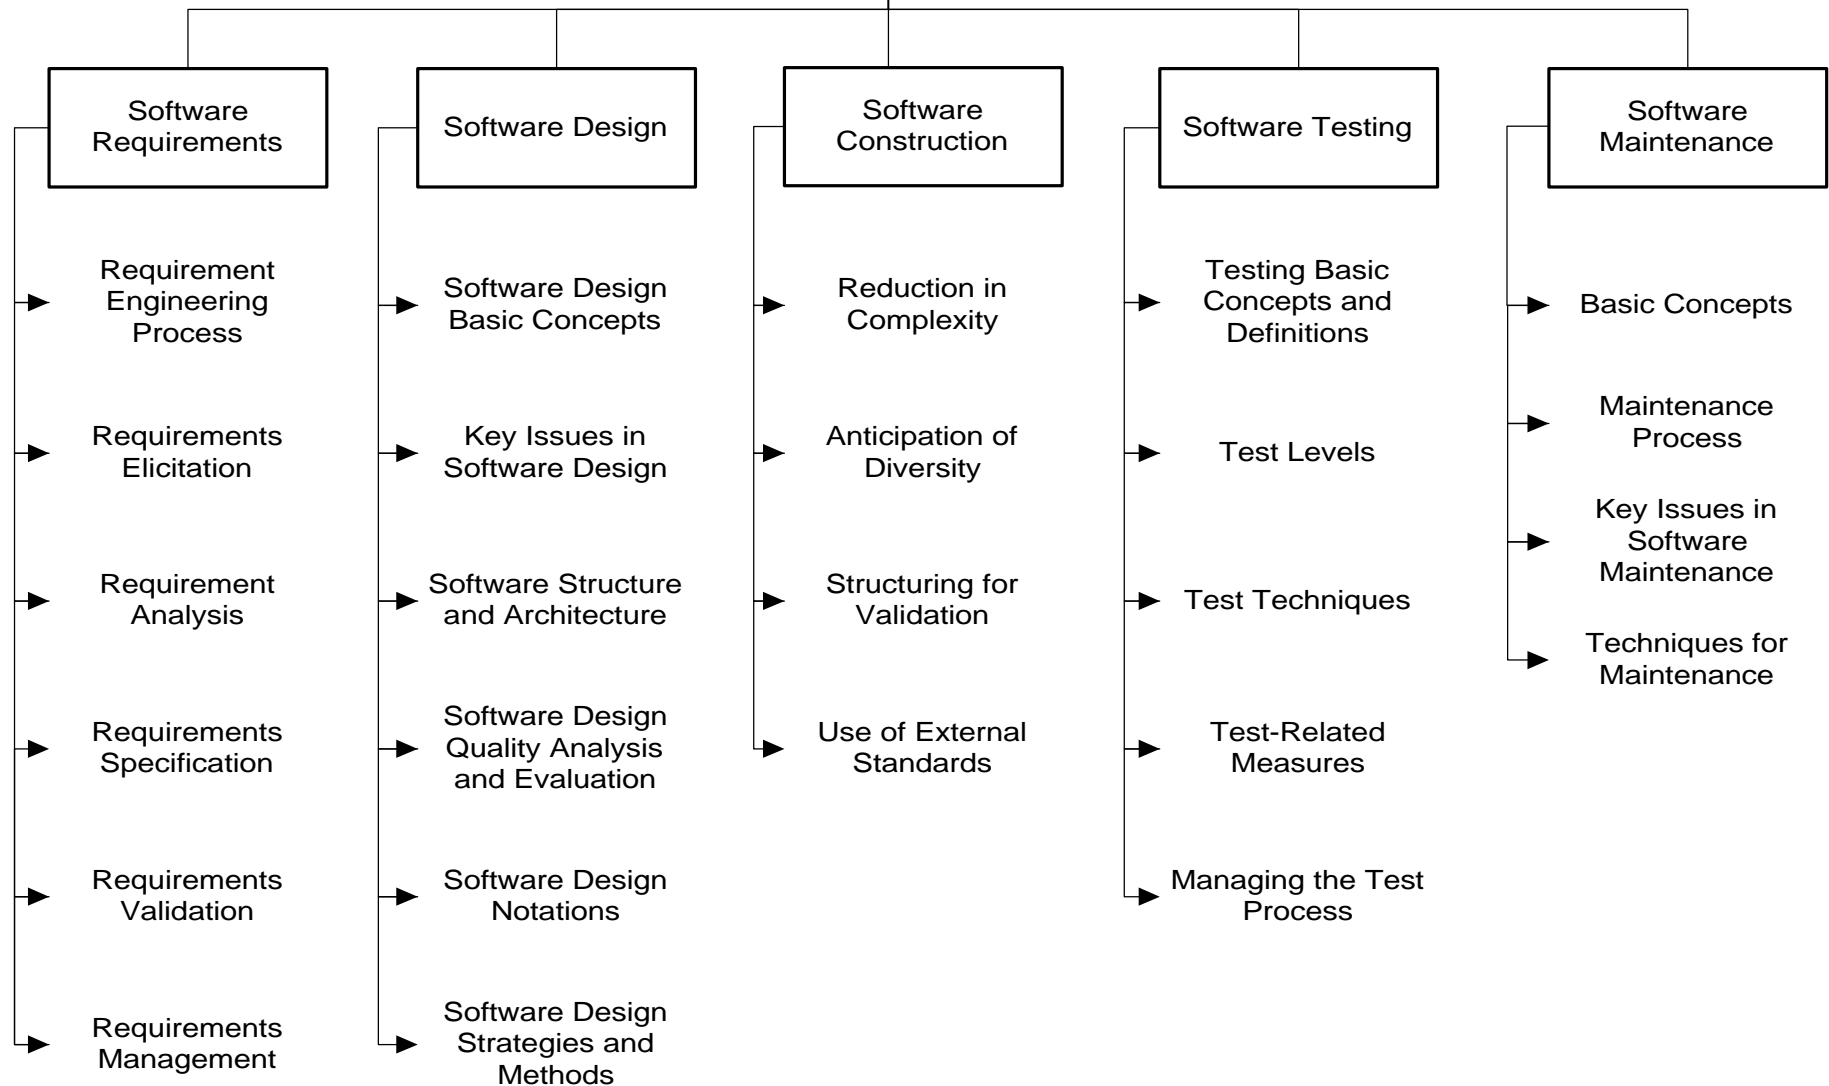 Software
Requirements
Requirement
Engineering
Process
Requirements
Elicitation
Requirement
Analysis
Requirements
Specification
Requirements
Validation
Requirements
Management
Software Design
Software Design
Basic Concepts
Key Issues in
Software Design
Software Structure
and Architecture
Software Design
Quality Analysis
and Evaluation
Software Design
Notations
Software Design
Strategies and
Methods
Software
Construction
Reduction in
Complexity
Anticipation of
Diversity
Structuring for
Validation
Use of External
Standards
Software Testing
Testing Basic
Concepts and
Definitions
Test Levels
Test Techniques
Test-Related
Measures
Managing the Test
Process
Software
Maintenance
Basic Concepts
Maintenance
Process
Key Issues in
Software
Maintenance
Techniques for
Maintenance